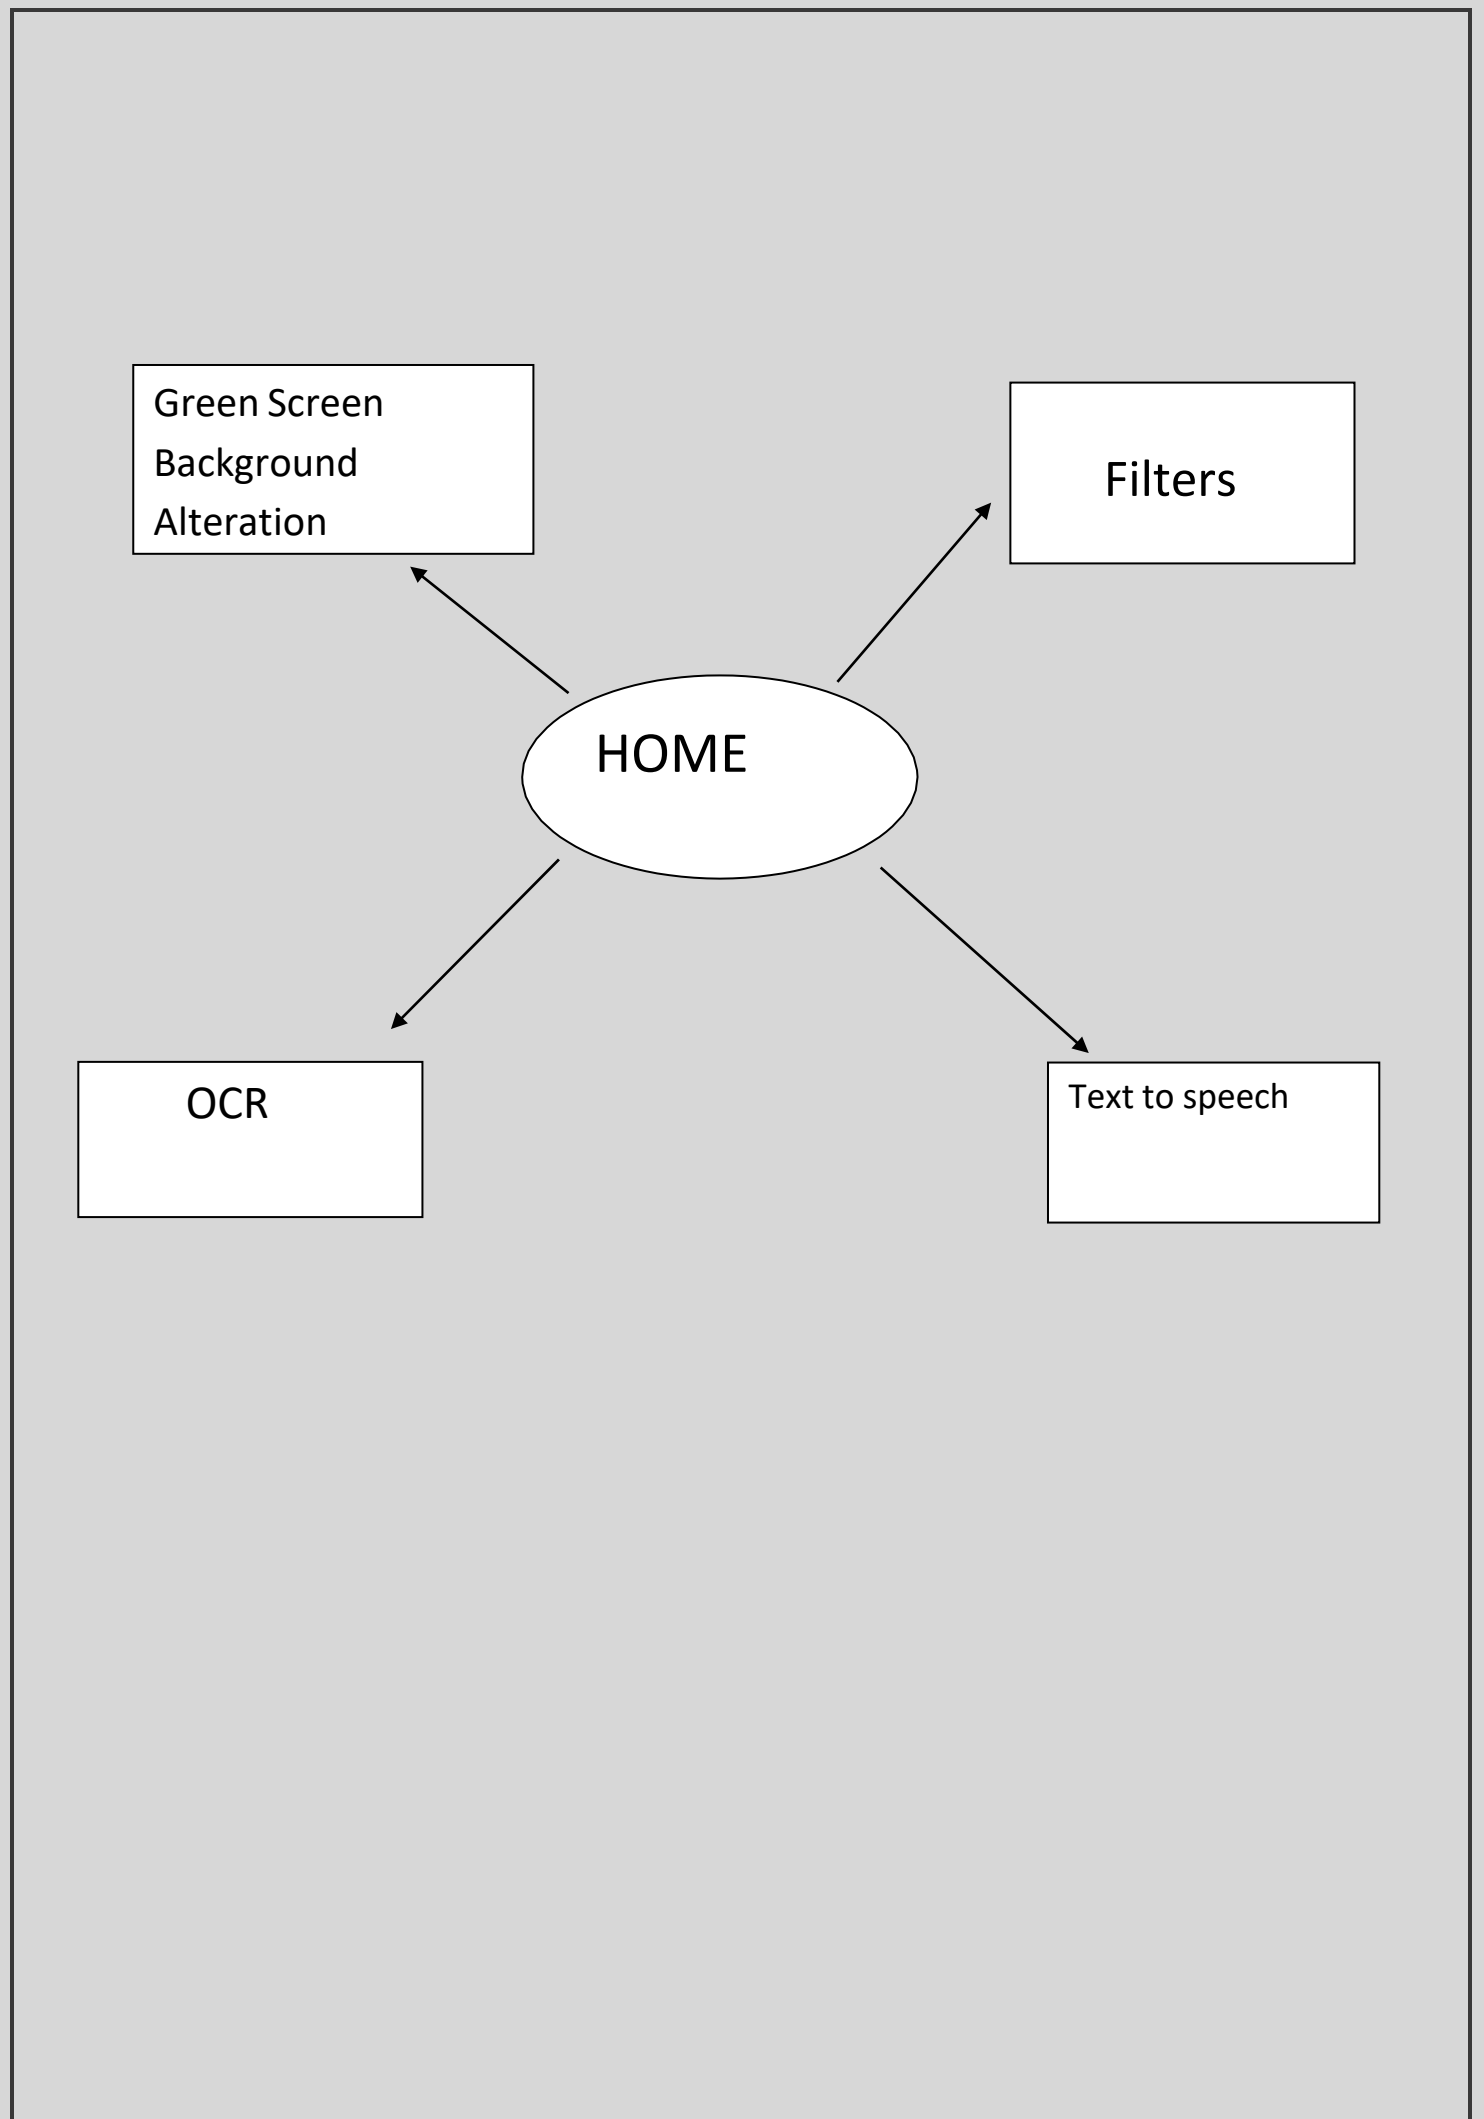 Green Screen
Background
Alteration
Filters
HOME
OCR
Text to speech